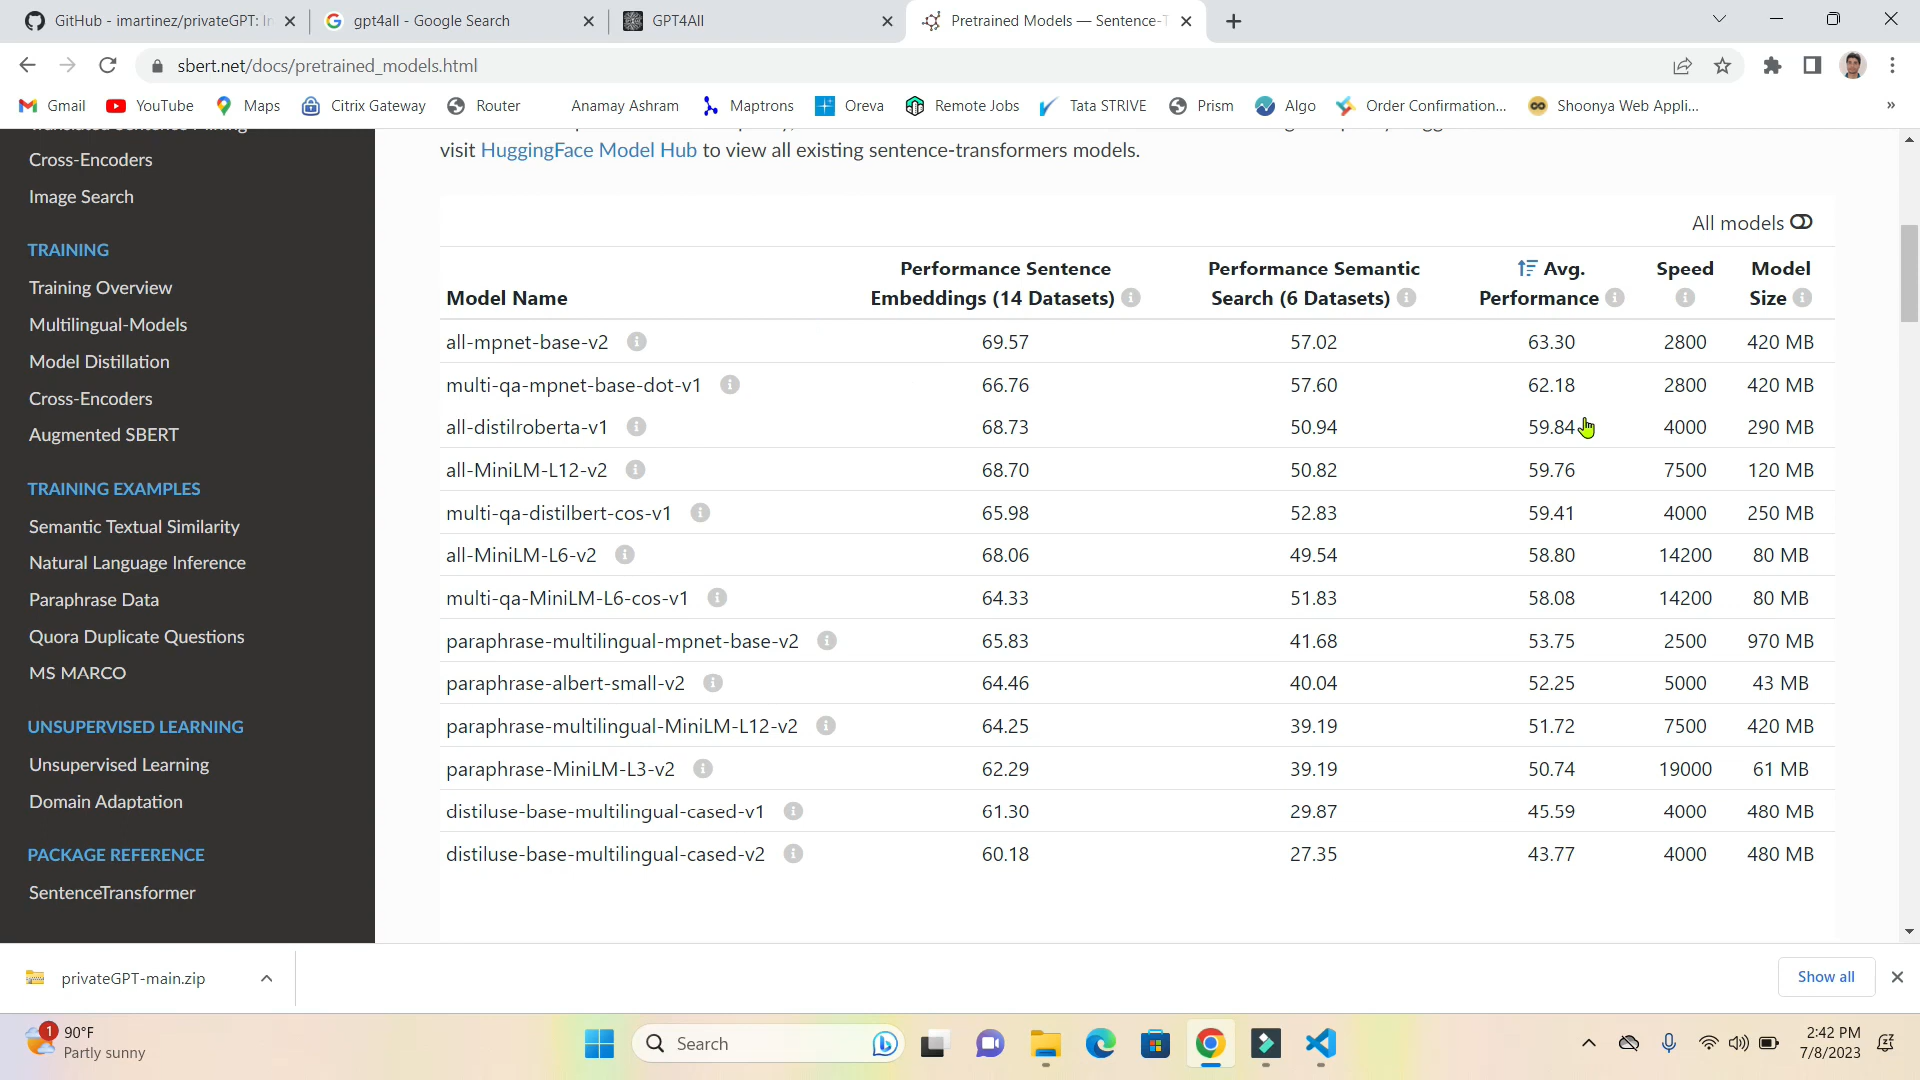 GitHub - imartinez/privateGPT: In
gpt4all - Google Search
GPT4All
Pretrained Models — Sentence-T
sbert.net/docs/pretrained_models.html
Gmail YouTube Maps Citrix Gateway Router Anamay Ashram Maptrons Oreva Remote Jobs Tata STRIVE Prism Algo Order Confirmation... Shoonya Web Appli... »
Cross-Encoders
Image Search
TRAINING
Training Overview
Multilingual-Models
Model Distillation
Cross-Encoders
Augmented SBERT
TRAINING EXAMPLES
Semantic Textual Similarity
Natural Language Inference
Paraphrase Data
Quora Duplicate Questions
MS MARCO
UNSUPERVISED LEARNING
Unsupervised Learning
Domain Adaptation
PACKAGE REFERENCE
SentenceTransformer
visit HuggingFace Model Hub to view all existing sentence-transformers models.
All models
Performance Sentence Performance Semantic Avg. Speed Model
Model Name Embeddings (14 Datasets) Search (6 Datasets) Performance Size
all-mpnet-base-v2 69.57 57.02 63.30 2800 420 MB
multi-qa-mpnet-base-dot-v1 66.76 57.60 62.18 2800 420 MB
all-distilroberta-v1 68.73 50.94 59.84 4000 290 MB
all-MiniLM-L12-v2 68.70 50.82 59.76 7500 120 MB
multi-qa-distilbert-cos-v1 65.98 52.83 59.41 4000 250 MB
all-MiniLM-L6-v2 68.06 49.54 58.80 14200 80 MB
multi-qa-MiniLM-L6-cos-v1 64.33 51.83 58.08 14200 80 MB
paraphrase-multilingual-mpnet-base-v2 65.83 41.68 53.75 2500 970 MB
paraphrase-albert-small-v2 64.46 40.04 52.25 5000 43 MB
paraphrase-multilingual-MiniLM-L12-v2 64.25 39.19 51.72 7500 420 MB
paraphrase-MiniLM-L3-v2 62.29 39.19 50.74 19000 61 MB
distiluse-base-multilingual-cased-v1 61.30 29.87 45.59 4000 480 MB
distiluse-base-multilingual-cased-v2 60.18 27.35 43.77 4000 480 MB
privateGPT-main.zip
Show all
1
90°F
Partly sunny
Search
2:42 PM
7/8/2023